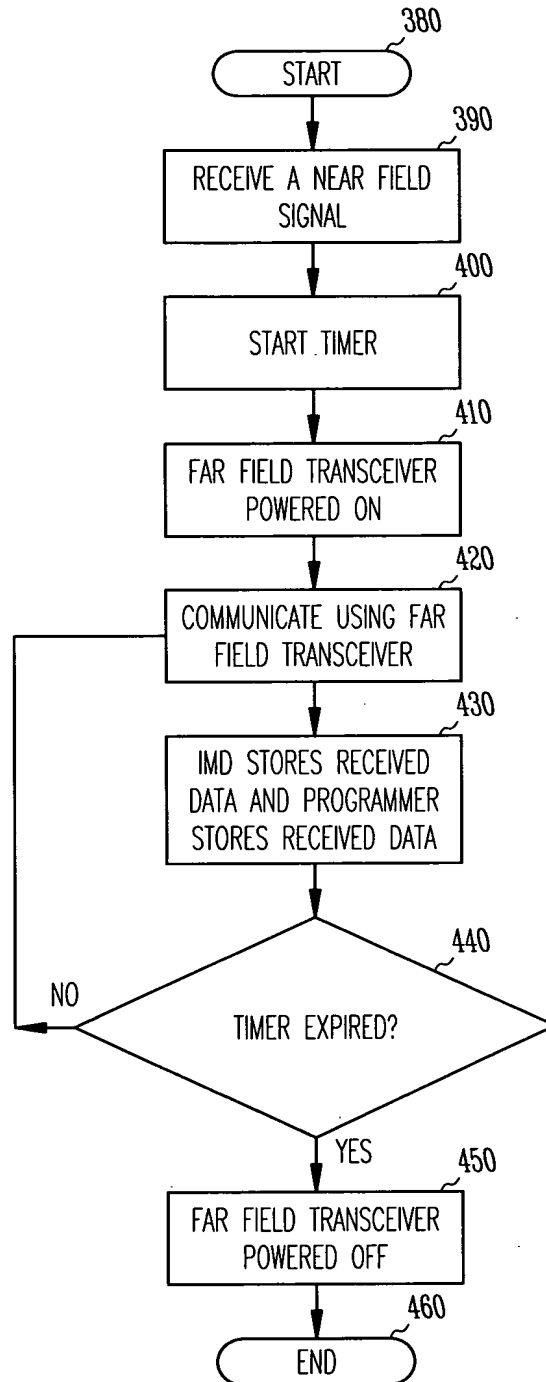 380
START
390
RECEIVE A NEAR FIELD
SIGNAL
400
START TIMER
410
FAR FIELD TRANSCEIVER
POWERED ON
420
COMMUNICATE USING FAR
FIELD TRANSCEIVER
430
IMD STORES RECEIVED
DATA AND PROGRAMMER
STORES RECEIVED DATA
440
NO
TIMER EXPIRED?
YES
450
FAR FIELD TRANSCEIVER
POWERED OFF
460
END